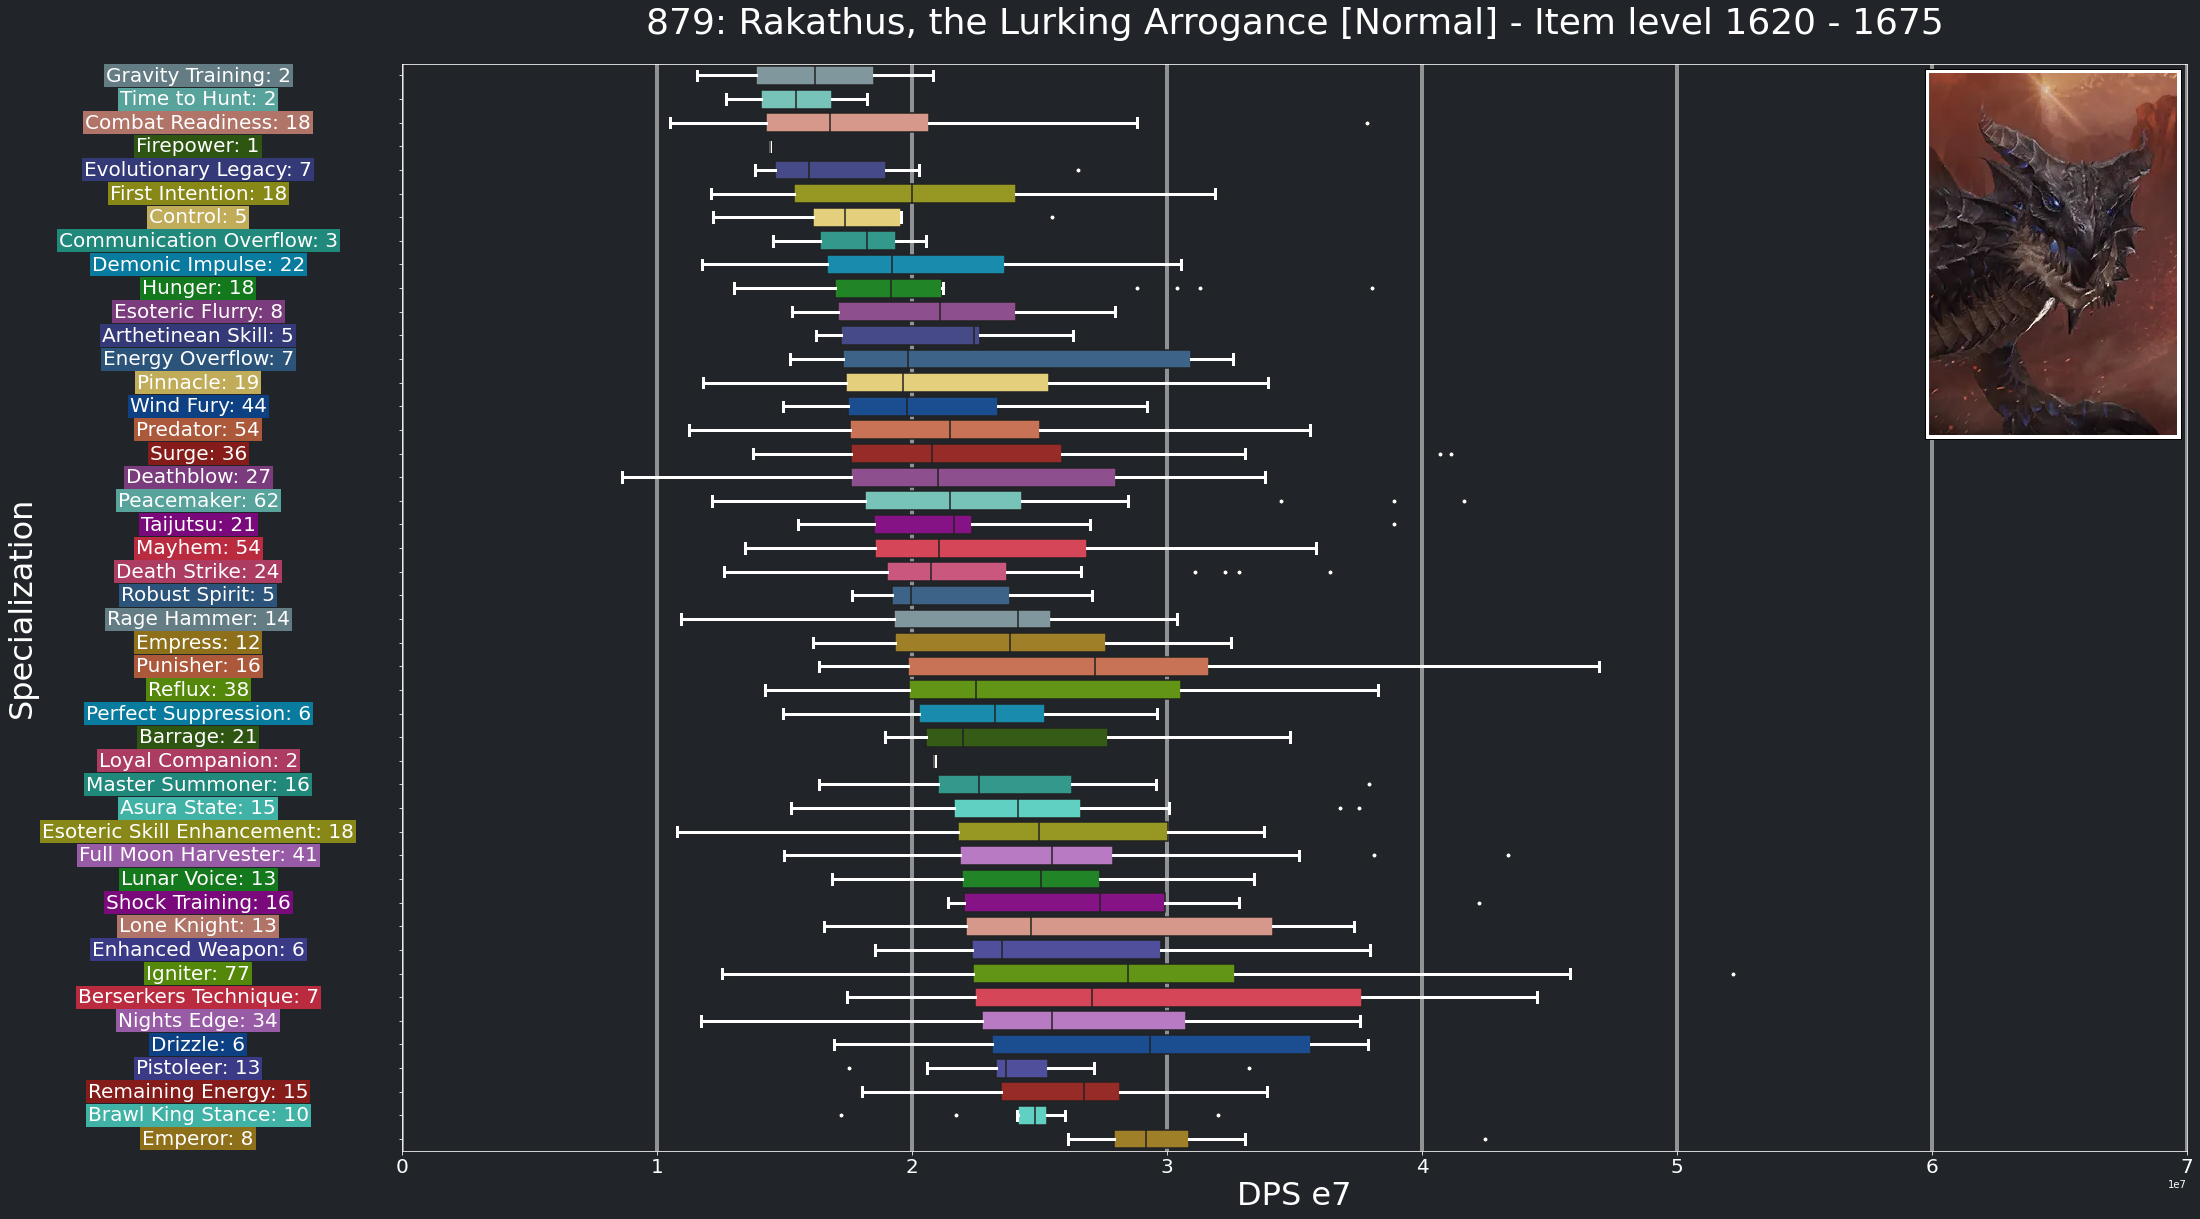 879: Rakathus, the Lurking Arrogance [Normal] - Item level 1620 - 1675
Gravity Training: 2
Time to Hunt: 2
Combat Readiness: 18
Firepower: 1
Evolutionary Legacy: 7
First Intention: 18
Control: 5
Communication Overflow: 3
Demonic Impulse: 22
Hunger: 18
Esoteric Flurry: 8
Arthetinean Skill: 5
Energy Overflow: 7
Pinnacle: 19
Wind Fury: 44
Predator: 54
Surge: 36
Deathblow: 27
Peacemaker: 62
Taijutsu: 21
Mayhem: 54
Death Strike: 24
Robust Spirit: 5
Rage Hammer: 14
Empress: 12
Punisher: 16
Reflux: 38
Perfect Suppression: 6
Barrage: 21
Loyal Companion: 2
Master Summoner: 16
Asura State: 15
Esoteric Skill Enhancement: 18
Full Moon Harvester: 41
Lunar Voice: 13
Shock Training: 16
Lone Knight: 13
Enhanced Weapon: 6
Igniter: 77
Berserkers Technique: 7
Nights Edge: 34
Drizzle: 6
Pistoleer: 13
Remaining Energy: 15
Brawl King Stance: 10
Emperor: 8
Specialization
0 1 2 3 4 5 6 7
1e7
DPS e7